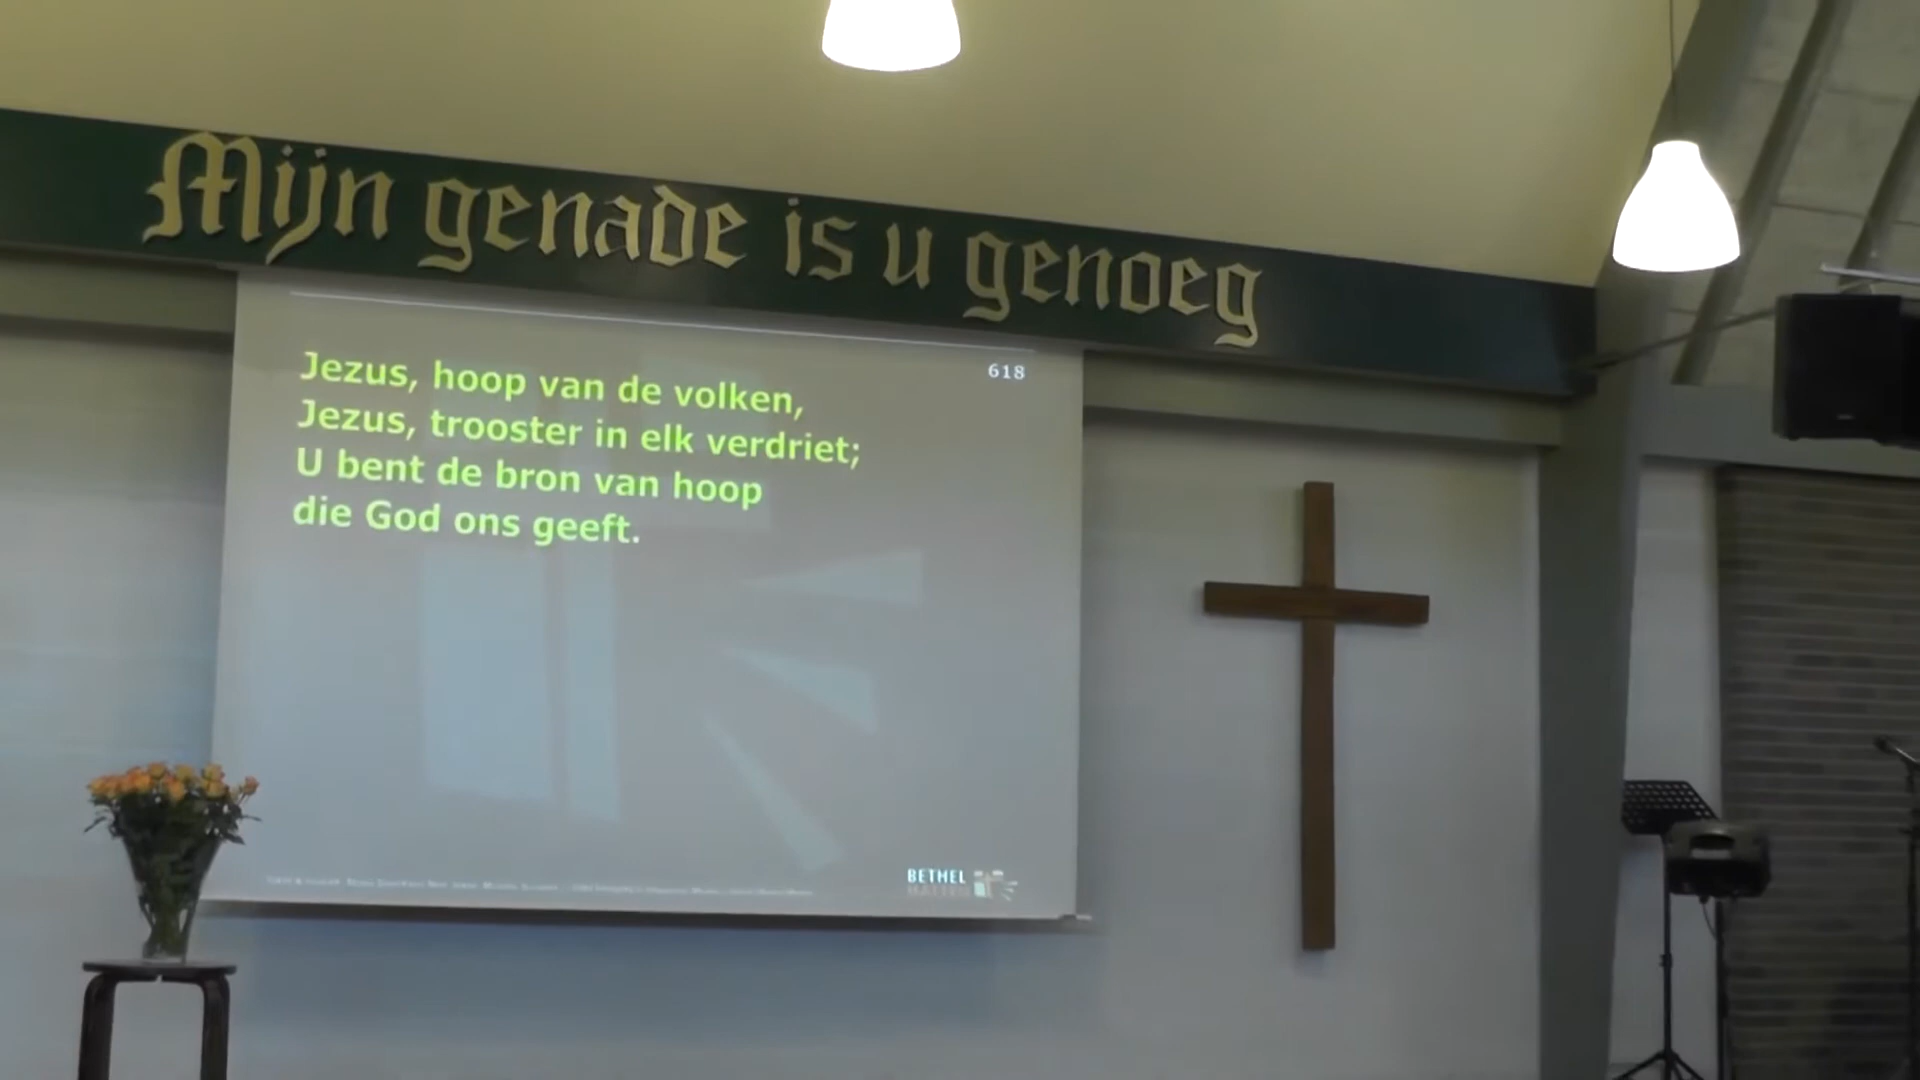 Mijn genade is u genoeg
618
Jezus, hoop van de volken,
Jezus, trooster in elk verdriet;
U bent de bron van hoop
die God ons geeft.
BETHEL